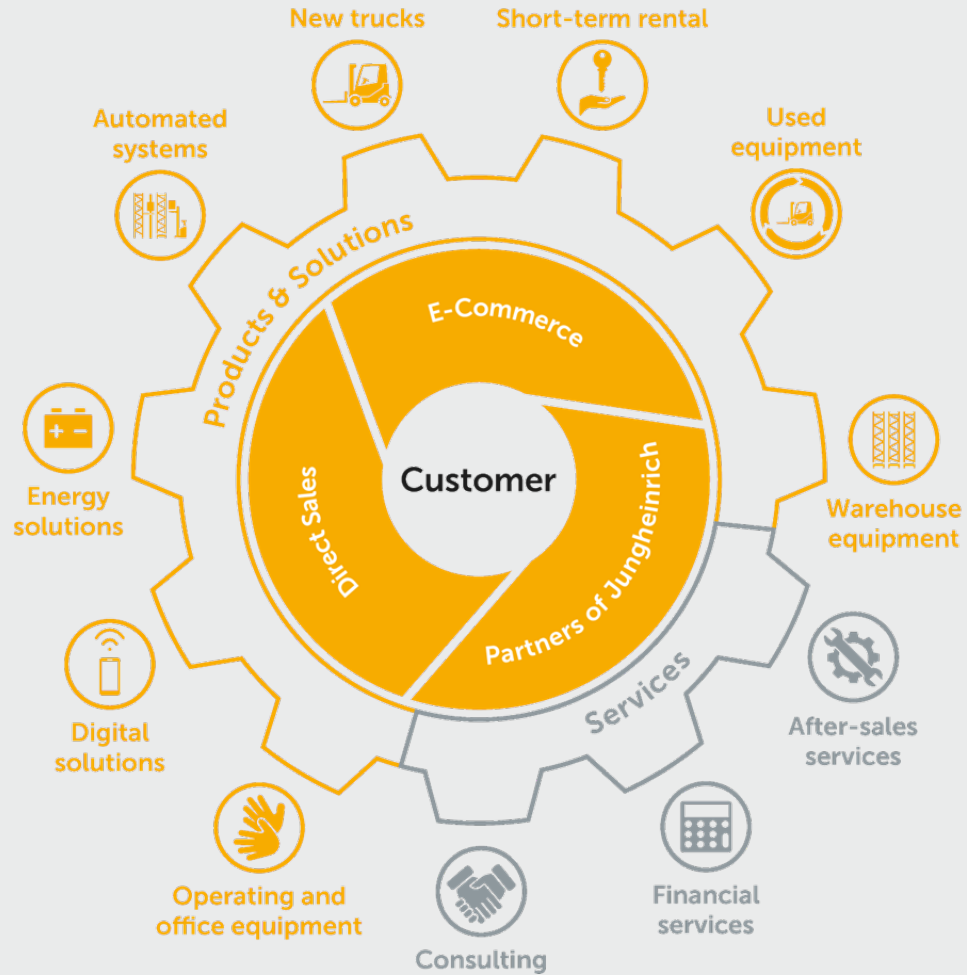 New trucks
Short-term rental
Automated
systems
Used
equipment
Products & Solutions
E-Commerce
Customer
Direct Sales
Partners of Jungheinrich
Energy
solutions
Warehouse
equipment
Services
Digital
solutions
After-sales
services
Operating and
office equipment
Financial
services
Consulting